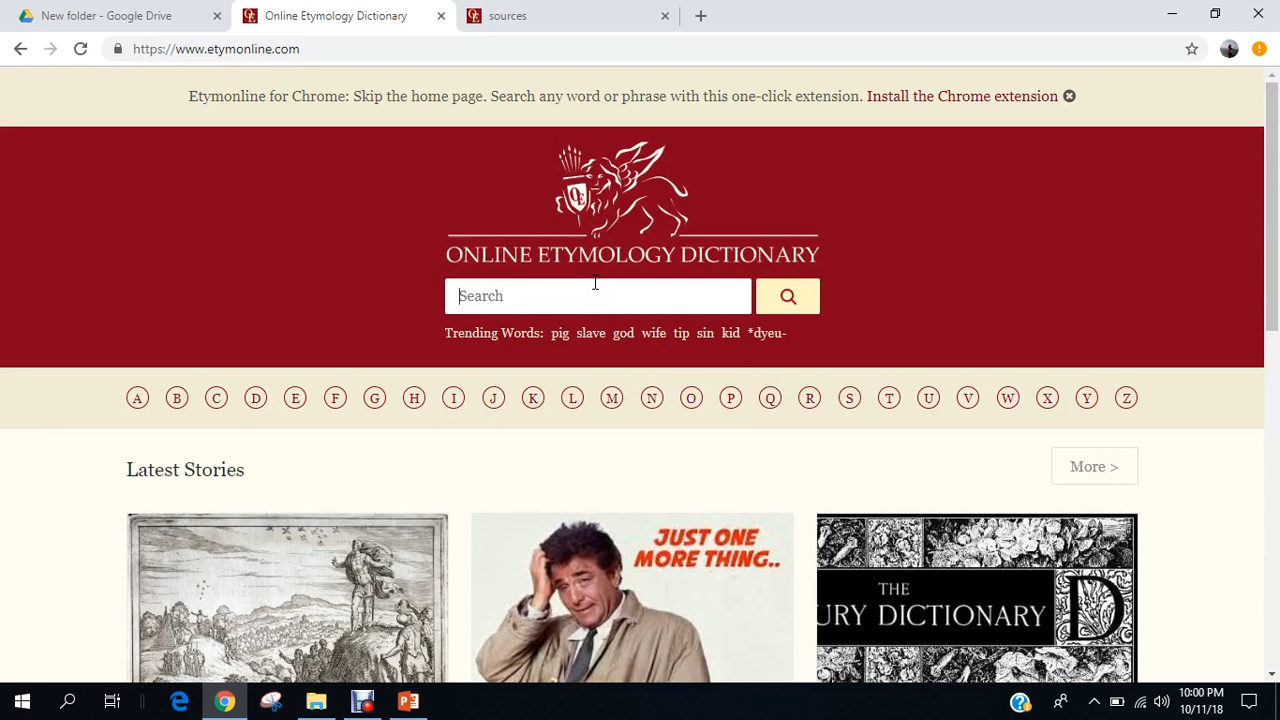 New folder - Google Drive
Online Etymology Dictionary
sources
https://www.etymonline.com
Etymonline for Chrome: Skip the home page. Search any word or phrase with this one-click extension. Install the Chrome extension
OE
ONLINE ETYMOLOGY DICTIONARY
Search
Trending Words: pig slave god wife tip sin kid *dyeu-
A B C D E F G H I J K L M N O P Q R S T U V W X Y Z
Latest Stories
More >
JUST ONE
MORE THING..
THE
URY DICTIONARY
D
10:00 PM
10/11/18